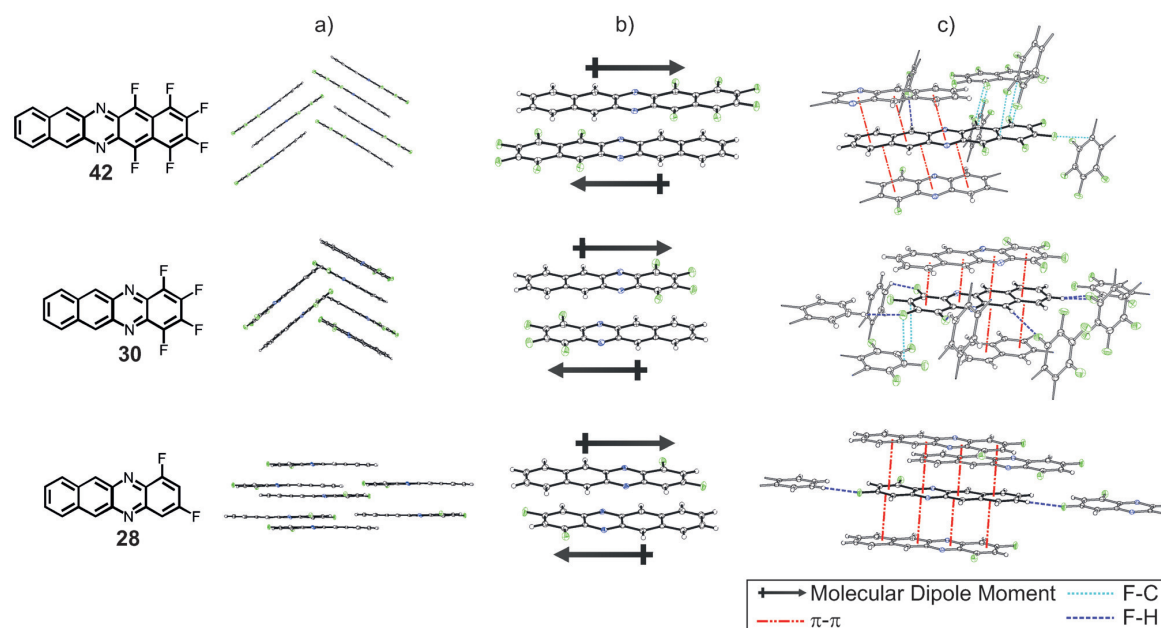 a) b) c)
F F
N F
N F
F F
42
F
N F
N F
F
30
F
N
N F
28
Molecular Dipole Moment F-C
π-π F-H